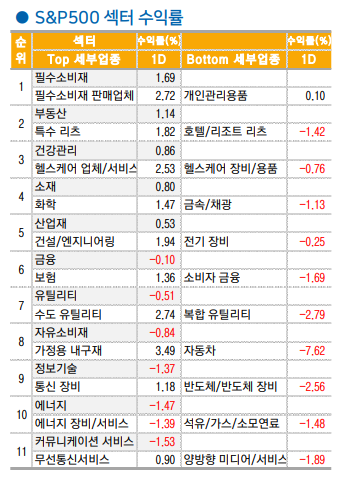 ● S&P500 섹터 수익률
순위 섹터 수익률(%) 수익률(%)
Top 세부업종 1D Bottom 세부업종 1D
1 필수소비재 1.69
필수소비재 판매업체 2.72 개인관리용품 0.10
2 부동산 1.14
특수 리츠 1.82 호텔/리조트 리츠 -1.42
3 건강관리 0.86
헬스케어 업체/서비스 2.53 헬스케어 장비/용품 -0.76
4 소재 0.80
화학 1.47 금속/채광 -1.13
5 산업재 0.53
건설/엔지니어링 1.94 전기 장비 -0.25
6 금융 -0.10
보험 1.36 소비자 금융 -1.69
7 유틸리티 -0.51
수도 유틸리티 2.74 복합 유틸리티 -2.79
8 자유소비재 -0.84
가정용 내구재 3.49 자동차 -7.62
9 정보기술 -1.37
통신 장비 1.18 반도체/반도체 장비 -2.56
10 에너지 -1.47
에너지 장비/서비스 -1.39 석유/가스/소모연료 -1.48
11 커뮤니케이션 서비스 -1.53
무선통신서비스 0.90 양방향 미디어/서비스 -1.89